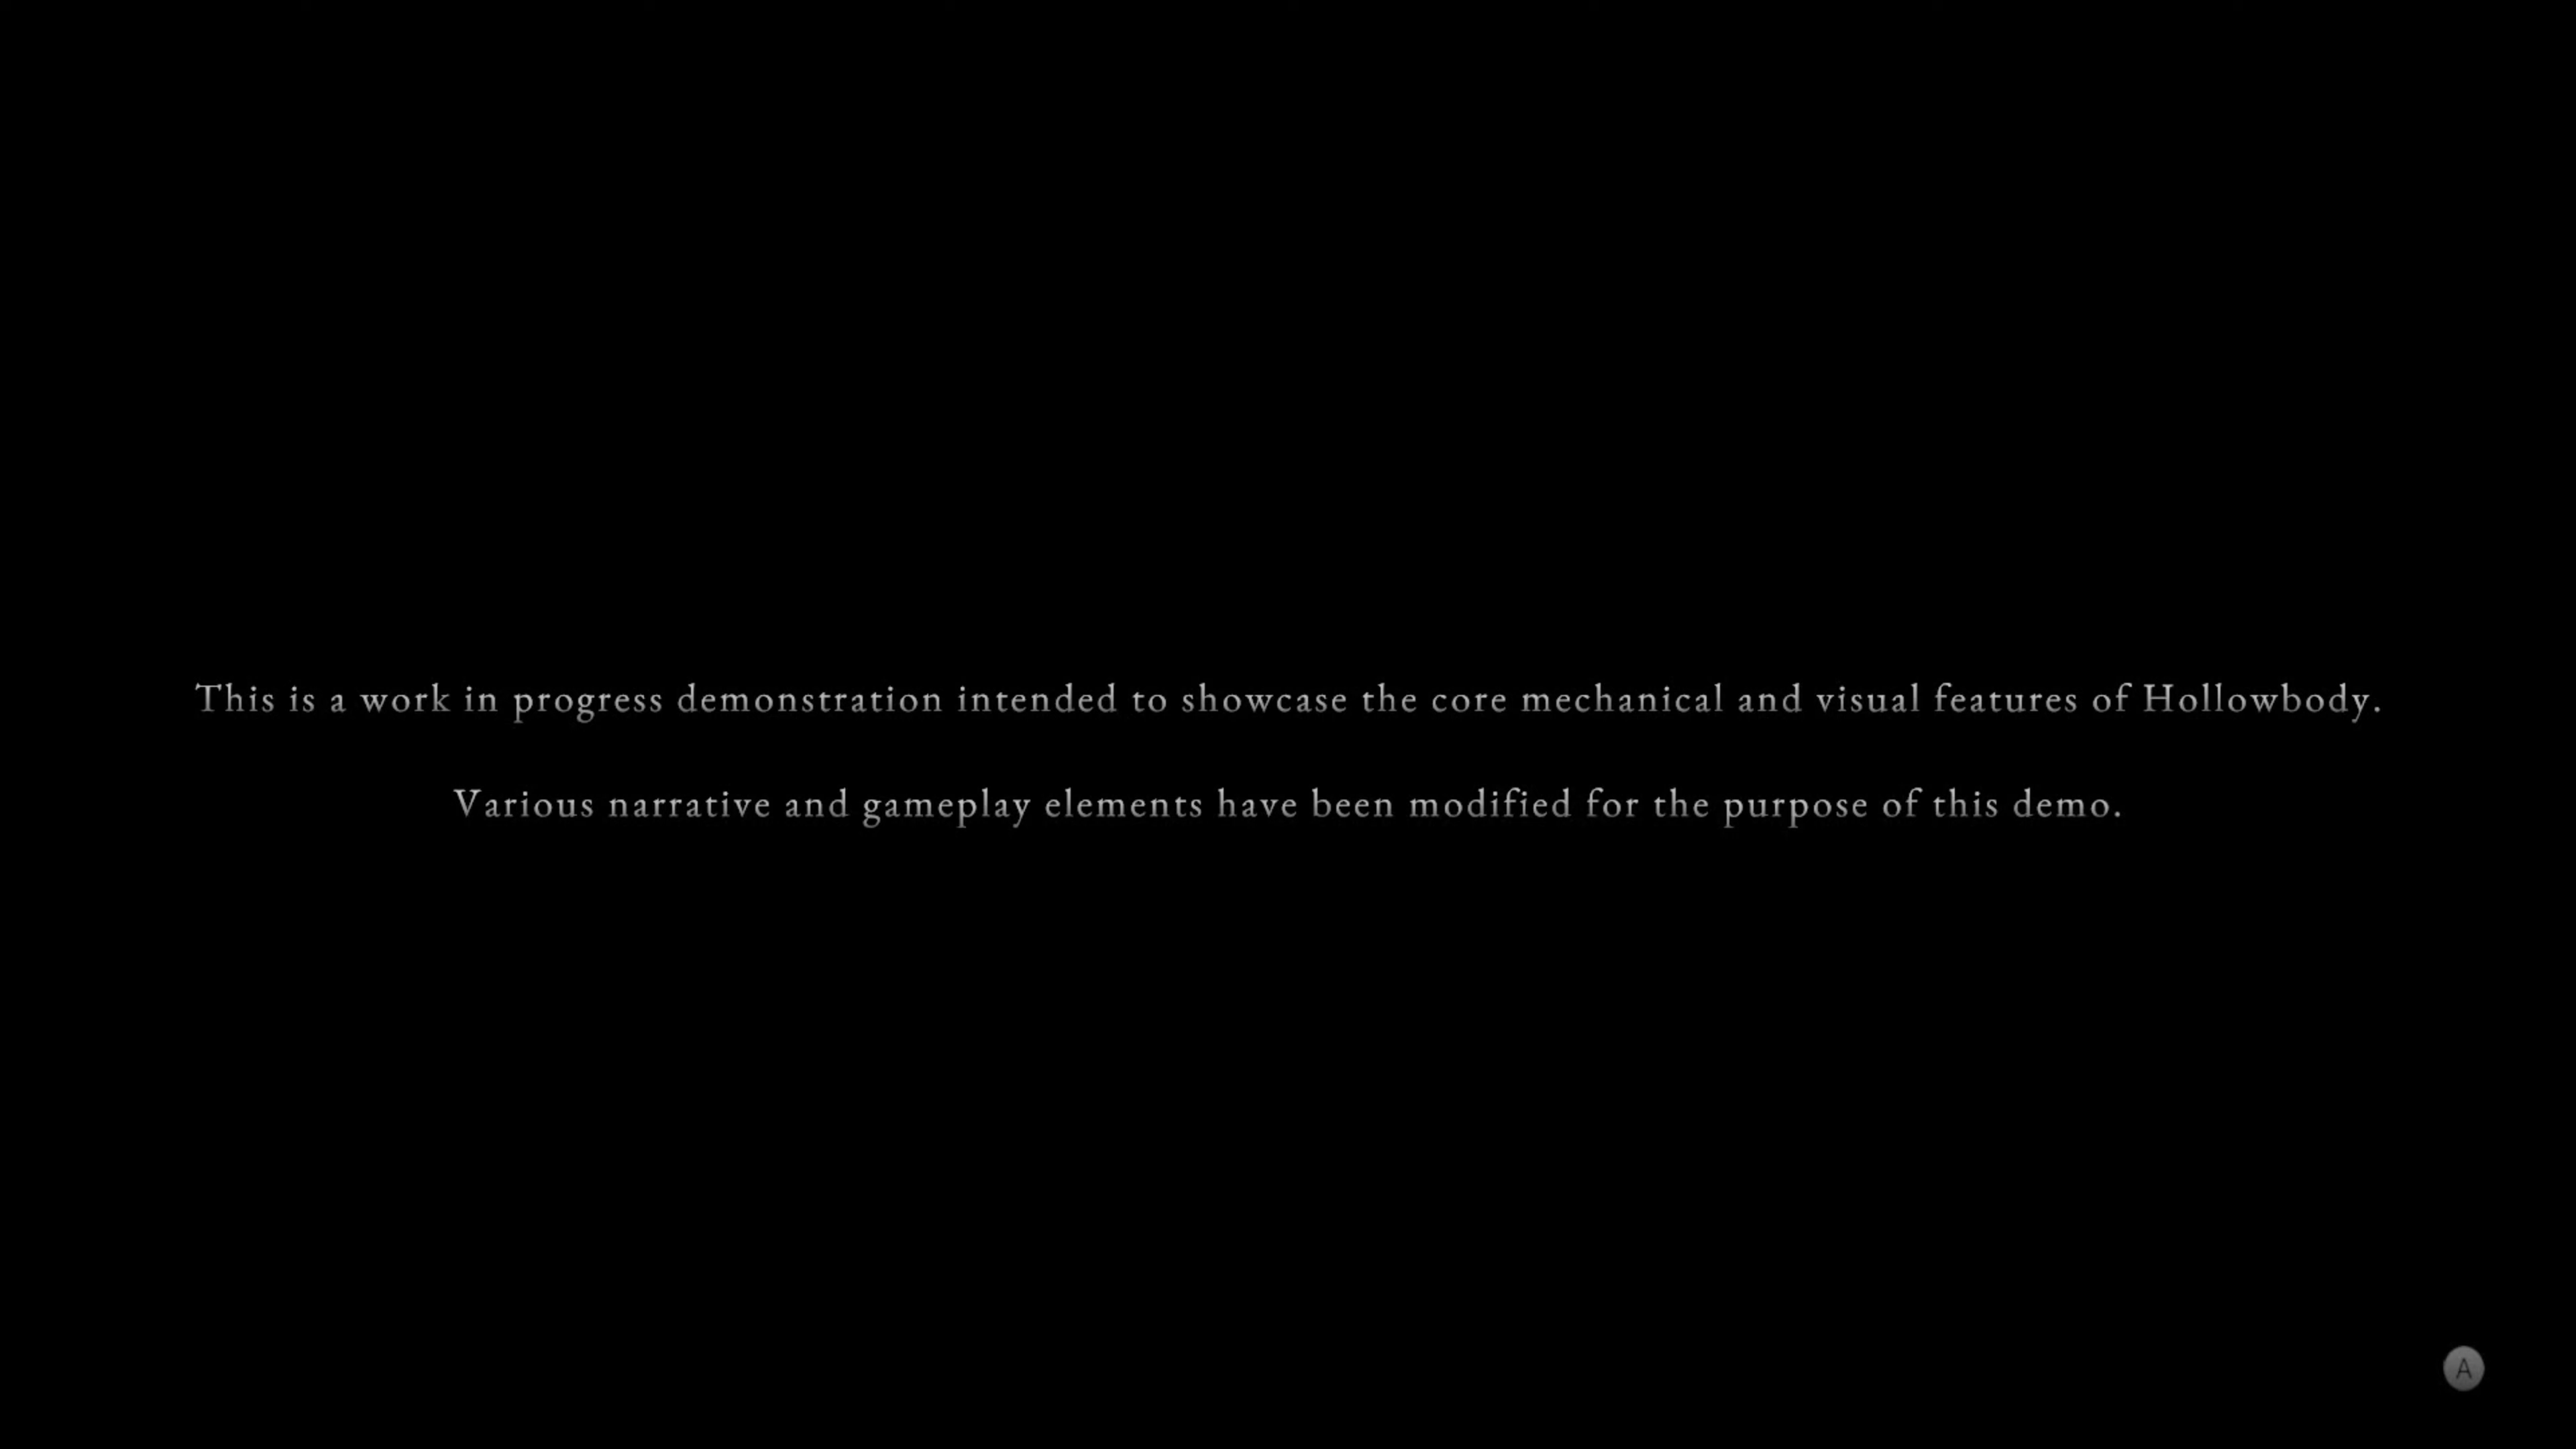 This is a work in progress demonstration intended to showcase the core mechanical and visual features of Hollowbody.
Various narrative and gameplay elements have been modified for the purpose of this demo.
A